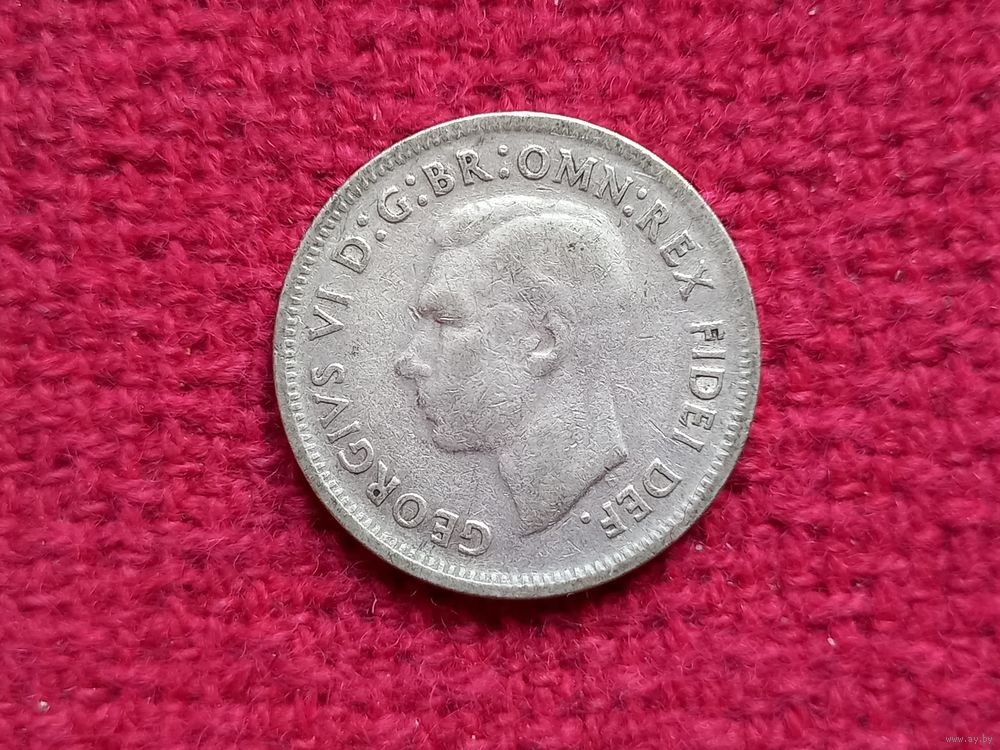 GEORGIVS VI D:G:BR:OMN:REX FIDEI DEF.
www.ay.by